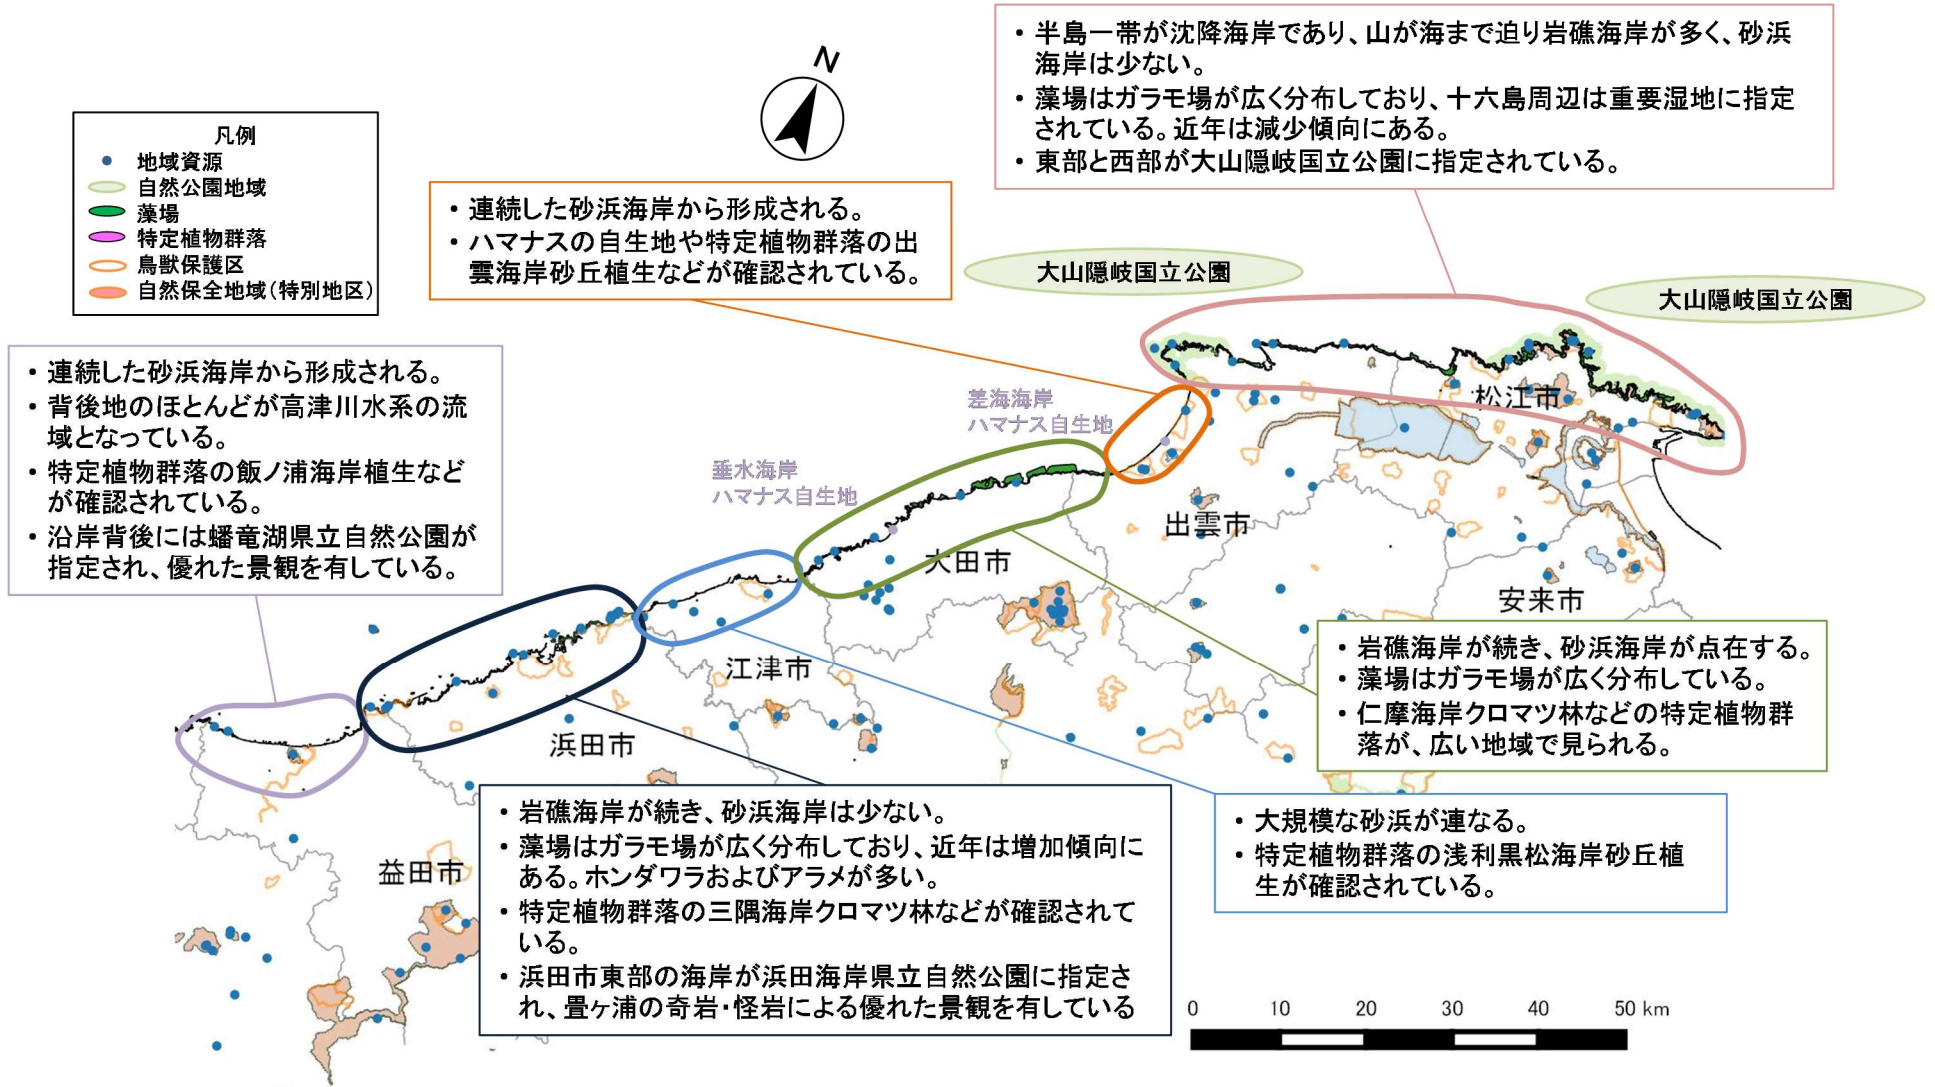 N
凡例
地域資源
自然公園地域
藻場
特定植物群落
鳥獣保護区
自然保全地域(特別地区)
・半島一帯が沈降海岸であり、山が海まで迫り岩礁海岸が多く、砂浜
海岸は少ない。
・藻場はガラモ場が広く分布しており、十六島周辺は重要湿地に指定
されている。近年は減少傾向にある。
・東部と西部が大山隠岐国立公園に指定されている。
・連続した砂浜海岸から形成される。
・ハマナスの自生地や特定植物群落の出
雲海岸砂丘植生などが確認されている。
大山隠岐国立公園
大山隠岐国立公園
・連続した砂浜海岸から形成される。
・背後地のほとんどが高津川水系の流
域となっている。
・特定植物群落の飯ノ浦海岸植生など
が確認されている。
・沿岸背後には蟠竜湖県立自然公園が
指定され、優れた景観を有している。
差海海岸
ハマナス自生地
垂水海岸
ハマナス自生地
松江市
出雲市
大田市
安来市
江津市
浜田市
益田市
・岩礁海岸が続き、砂浜海岸が点在する。
・藻場はガラモ場が広く分布している。
・仁摩海岸クロマツ林などの特定植物群
落が、広い地域で見られる。
・岩礁海岸が続き、砂浜海岸は少ない。
・藻場はガラモ場が広く分布しており、近年は増加傾向に
ある。ホンダワラおよびアラメが多い。
・特定植物群落の三隅海岸クロマツ林などが確認されて
いる。
・浜田市東部の海岸が浜田海岸県立自然公園に指定さ
れ、畳ヶ浦の奇岩・怪岩による優れた景観を有している
・大規模な砂浜が連なる。
・特定植物群落の浅利黒松海岸砂丘植
生が確認されている。
0 10 20 30 40 50 km